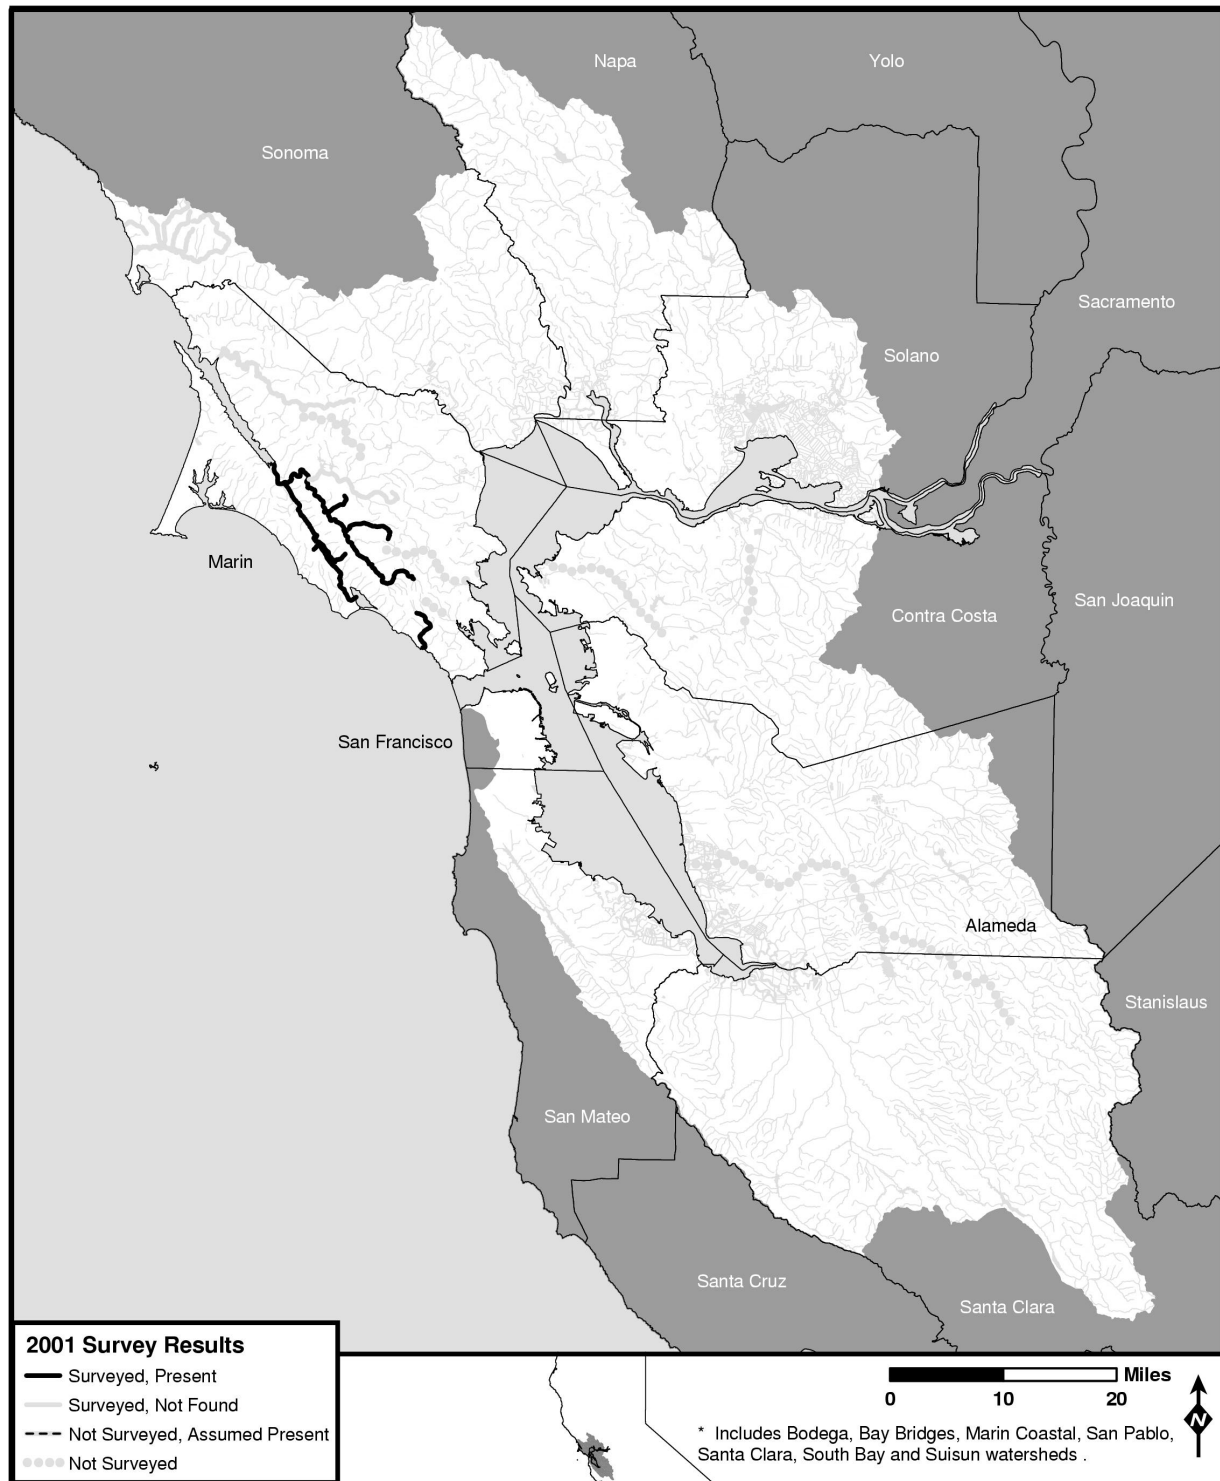 Napa
Yolo
Sonoma
Sacramento
Solano
Marin
Contra Costa
San Joaquin
San Francisco
Alameda
Stanislaus
San Mateo
Santa Cruz
Santa Clara
2001 Survey Results
Surveyed, Present
Surveyed, Not Found
Not Surveyed, Assumed Present
Not Surveyed
Miles
0 10 20
N
* Includes Bodega, Bay Bridges, Marin Coastal, San Pablo,
Santa Clara, South Bay and Suisun watersheds .